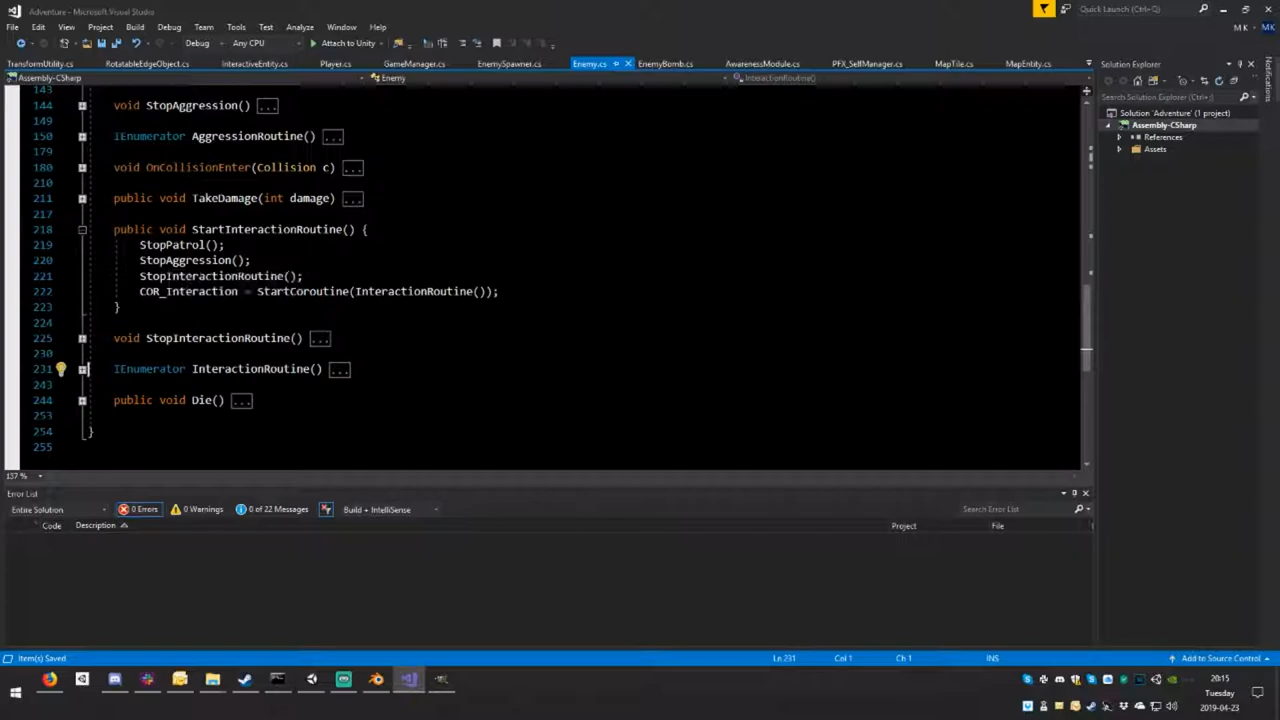 Adventure - Microsoft Visual Studio
Quick Launch (Ctrl+Q)
File Edit View Project Build Debug Team Tools Test Analyze Window Help
M K
MK
Debug
Any CPU
Attach to Unity
TransformUtility.cs RotatableEdgeObject.cs InteractiveEntity.cs Player.cs GameManager.cs EnemySpawner.cs Enemy.cs EnemyBomb.cs AwarenessModule.cs PFX_SelfManager.cs MapTile.cs MapEntity.cs
Assembly-CSharp
Enemy
InteractionRoutine()
143
144 void StopAggression() ...
149
150 IEnumerator AggressionRoutine() ...
179
180 void OnCollisionEnter(Collision c) ...
210
211 public void TakeDamage(int damage) ...
217
218 public void StartInteractionRoutine() {
219 StopPatrol();
220 StopAggression();
221 StopInteractionRoutine();
222 COR_Interaction = StartCoroutine(InteractionRoutine());
223 }
224
225 void StopInteractionRoutine() ...
230
231 IEnumerator InteractionRoutine() ...
243
244 public void Die() ...
253
254 }
255
137 %
Solution Explorer
Search Solution Explorer (Ctrl+;)
Solution 'Adventure' (1 project)
Assembly-CSharp
References
Assets
Notifications
Error List
Entire Solution
0 Errors
0 Warnings
0 of 22 Messages
Build + IntelliSense
Search Error List
Code Description Project File
Item(s) Saved
Ln 231
Col 1
Ch 1
INS
Add to Source Control
20:15
Tuesday
2019-04-23